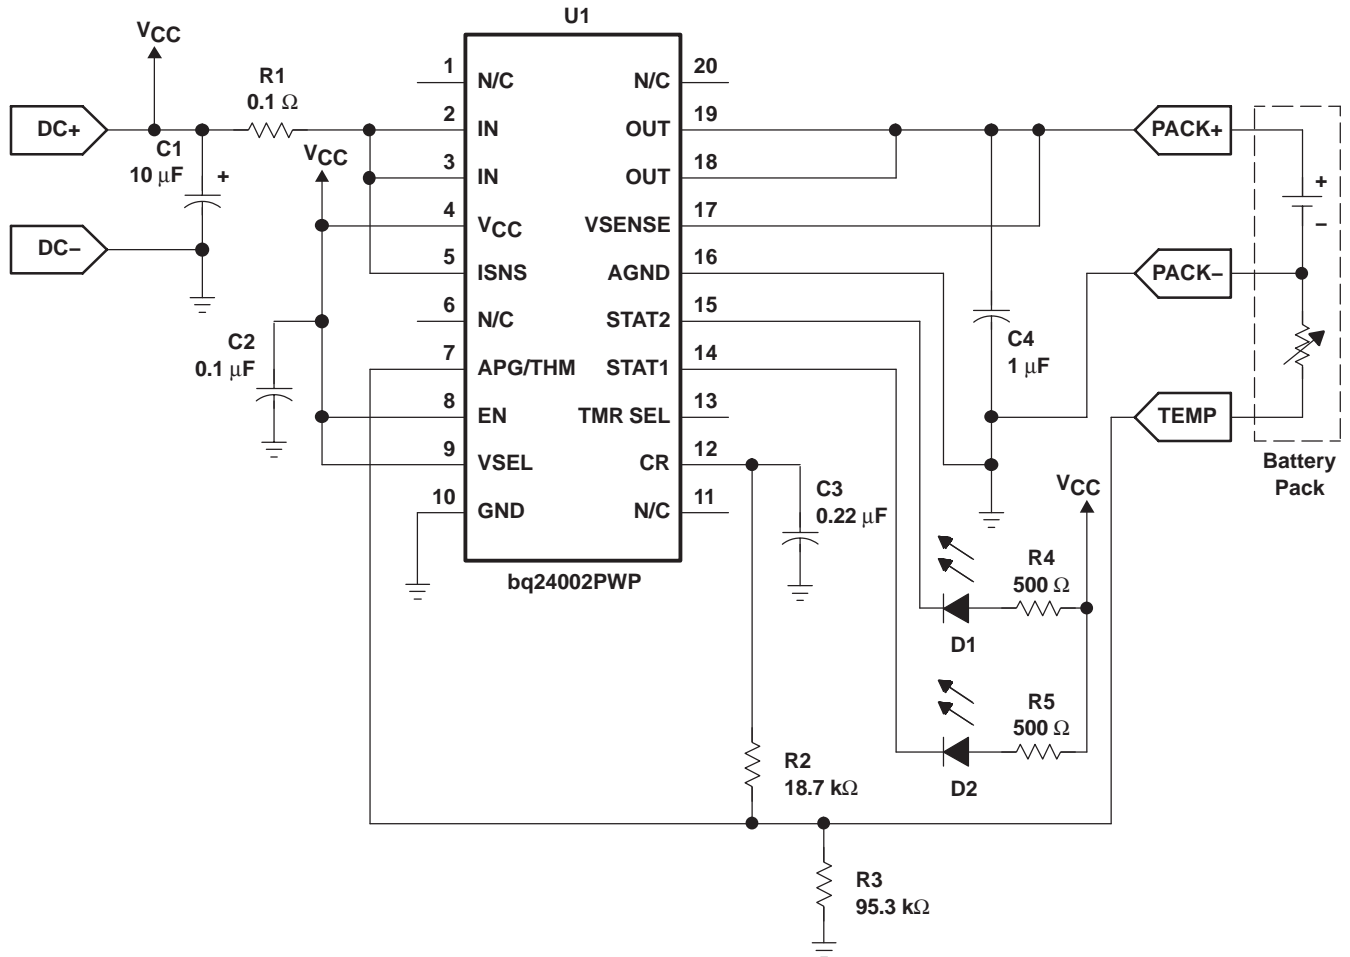 U1
VCC
R1
0.1 Ω
DC+
C1
10 μF
+
DC–
VCC
C2
0.1 μF
1
N/C
2
IN
3
IN
4
VCC
5
ISNS
6
N/C
7
APG/THM
8
EN
9
VSEL
10
GND
20
N/C
19
OUT
18
OUT
17
VSENSE
16
AGND
15
STAT2
14
STAT1
13
TMR SEL
12
CR
11
N/C
bq24002PWP
PACK+
+
–
PACK–
TEMP
Battery
Pack
C4
1 μF
C3
0.22 μF
VCC
R4
500 Ω
D1
R5
500 Ω
D2
R2
18.7 kΩ
R3
95.3 kΩ